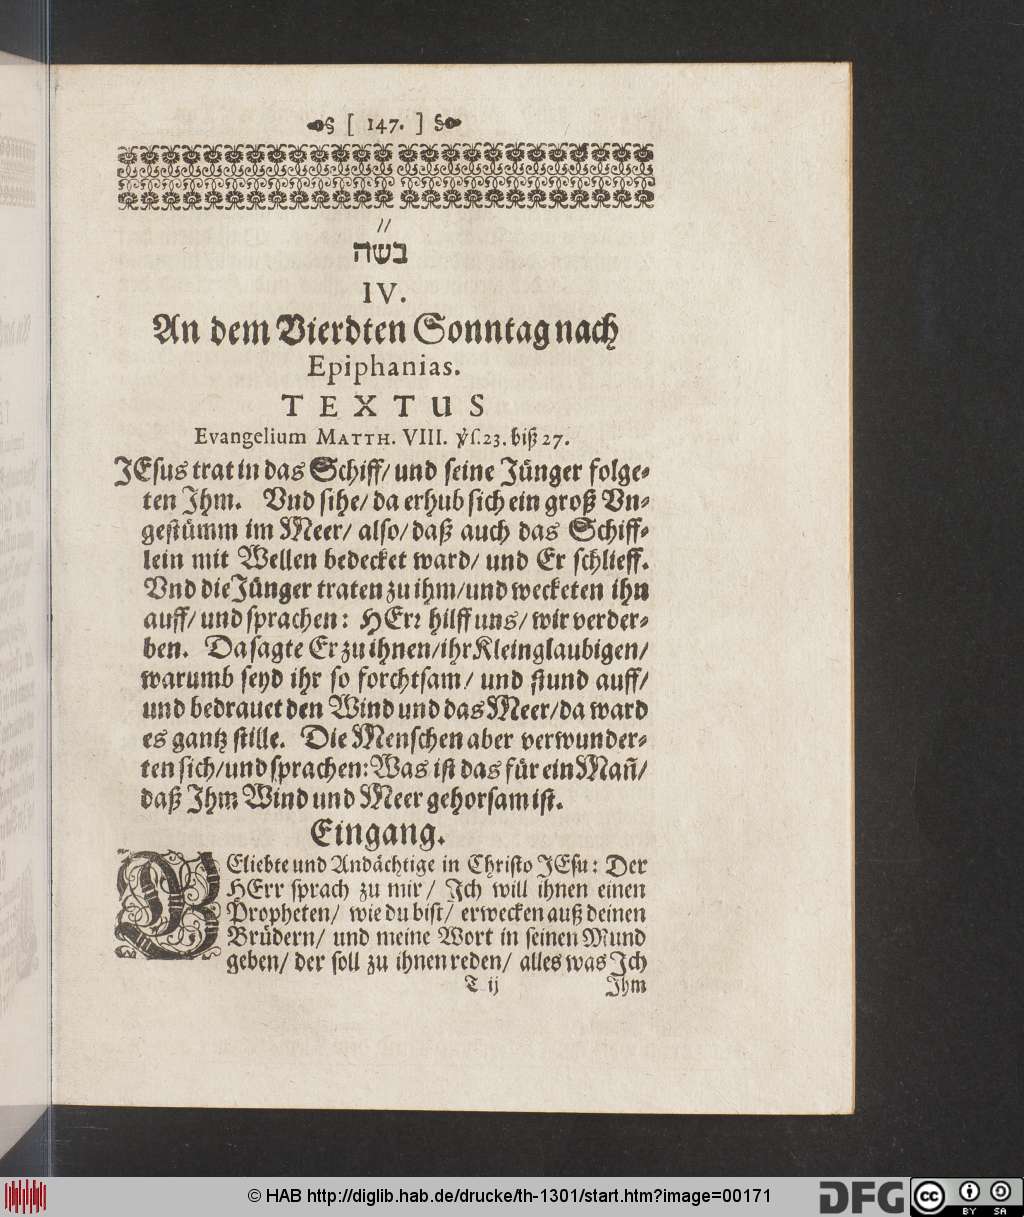 [ 147. ]
בשה
IV.
An dem Vierdten Sonntag nach
Epiphanias.
TEXTUS
Evangelium MATTH. VIII. ỳſ. 23. biß 27.
JEsus trat in das Schiff/ und seine Jünger folge-
ten Jhm. Vnd sihe/ da erhub sich ein groß Vn-
gestümm im Meer/ also/ daß auch das Schiff-
lein mit Wellen bedecket ward/ und Er schlieff.
Vnd die Jünger traten zu ihm/ und wecketen ihn
auff/ und sprachen: HErr hilff uns/ wir verder-
ben. Da sagte Er zu ihnen/ ihr Kleinglaubigen/
warumb seyd ihr so forchtsam/ und stund auff/
und bedrauet den Wind und das Meer/ da ward
es gantz stille. Die Menschen aber verwunder-
ten sich/ und sprachen: Was ist das für ein Mañ/
daß Jhm Wind und Meer gehorsam ist.
Eingang.
BEliebte und Andächtige in Christo JEsu: Der
HErr sprach zu mir/ Jch will ihnen einen
Propheten/ wie du bist/ erwecken auß deinen
Brüdern/ und meine Wort in seinen Mund
geben/ der soll zu ihnen reden/ alles was Jch
T ij Jhm
© HAB http://diglib.hab.de/drucke/th-1301/start.htm?image=00171
DFG cc BY SA